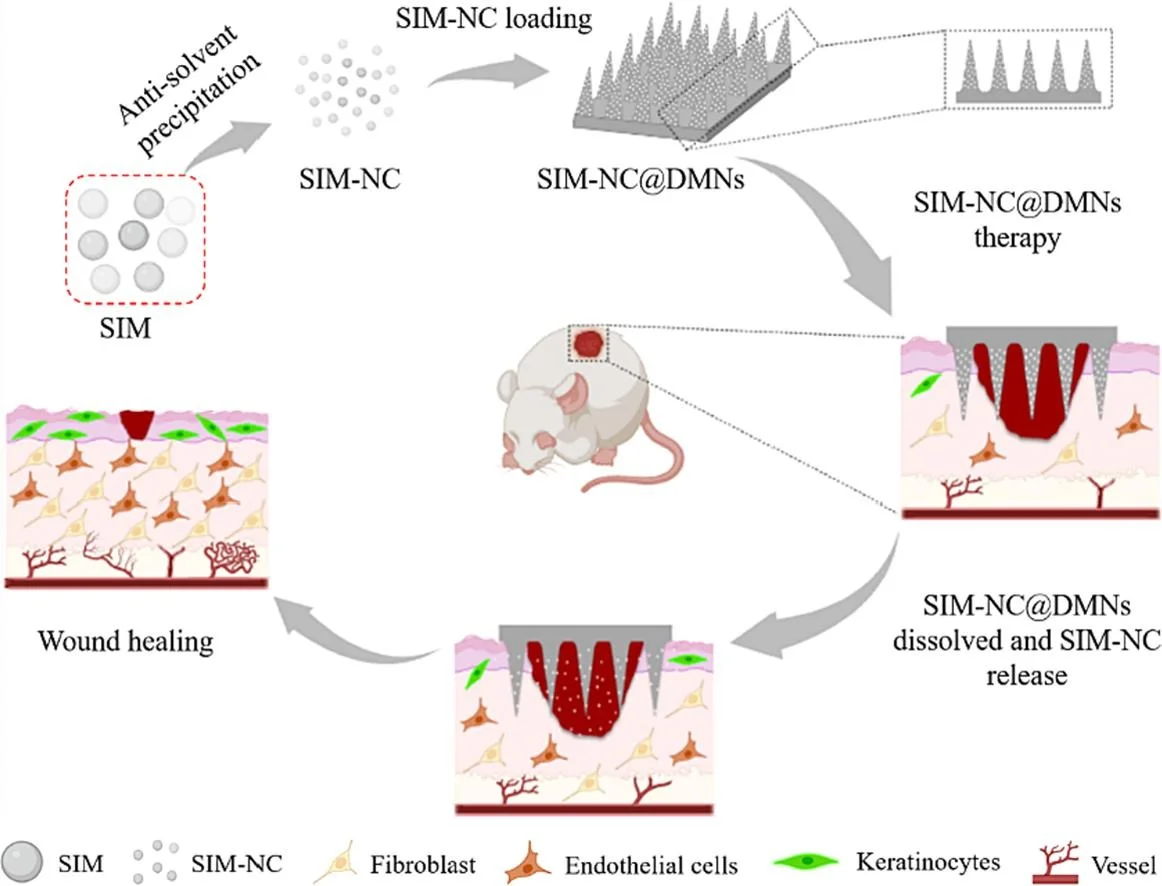 Anti-solvent
precipitation
SIM-NC loading
SIM
SIM-NC
SIM-NC@DMNs
SIM-NC@DMNs
therapy
SIM-NC@DMNs
dissolved and SIM-NC
release
Wound healing
SIM
SIM-NC
Fibroblast
Endothelial cells
Keratinocytes
Vessel